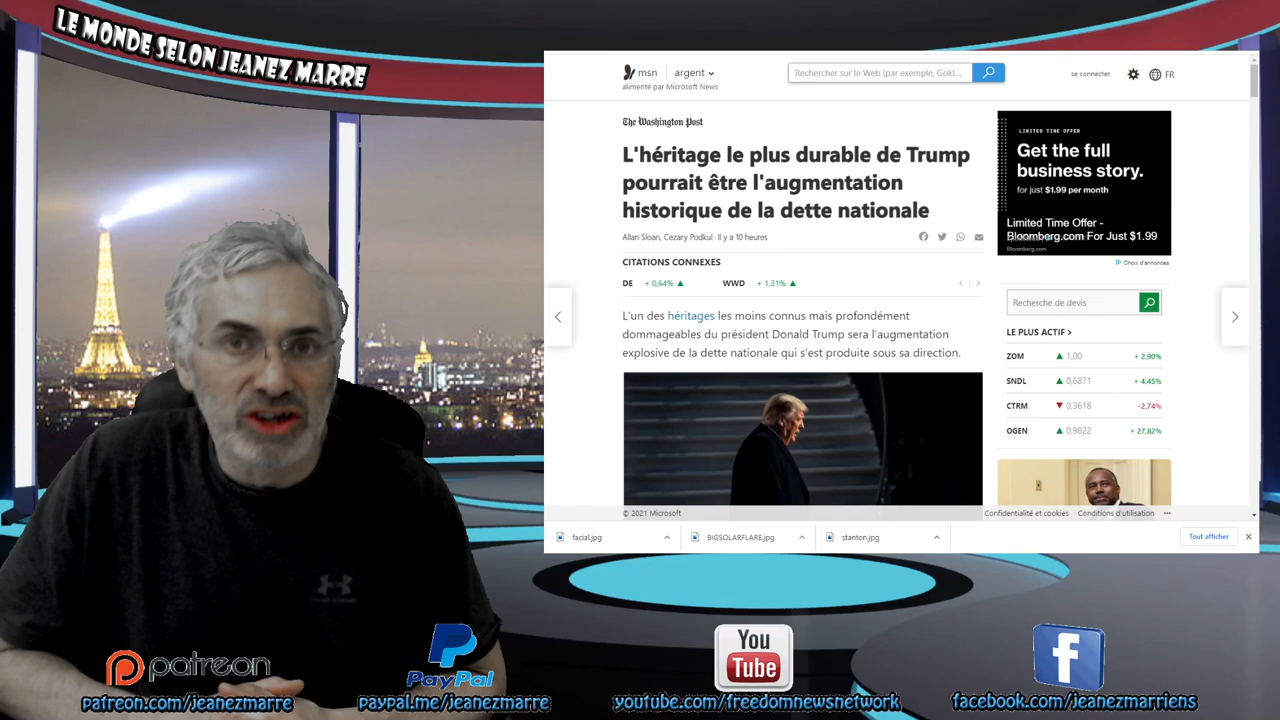 LE MONDE SELON JEANEZ MARRE
msn
argent
alimenté par Microsoft News
Rechercher sur le Web (par exemple, Gold...
se connecter
FR
The Washington Post
L'héritage le plus durable de Trump
pourrait être l'augmentation
historique de la dette nationale
Allan Sloan, Cezary Podkul · Il y a 10 heures
CITATIONS CONNEXES
DE + 0,64% ▲ WWD + 1,31% ▲
L'un des héritages les moins connus mais profondément
dommageables du président Donald Trump sera l'augmentation
explosive de la dette nationale qui s'est produite sous sa direction.
LIMITED TIME OFFER
Get the full
business story.
for just $1.99 per month
Limited Time Offer -
Bloomberg.com For Just $1.99
Bloomberg.com
Choix d'annonces
Recherche de devis
LE PLUS ACTIF >
ZOM ▲ 1,00 + 2,90%
SNDL ▲ 0,6871 + 4,45%
CTRM ▼ 0,3618 -2,74%
OGEN ▲ 0,9822 + 27,82%
© 2021 Microsoft
Confidentialité et cookies
Conditions d'utilisation
facial.jpg
BIGSOLARFLARE.jpg
stanton.jpg
Tout afficher
patreon
patreon.com/jeanezmarre
PayPal
paypal.me/jeanezmarre
You
Tube
youtube.com/freedomnewsnetwork
f
facebook.com/jeanezmarriens